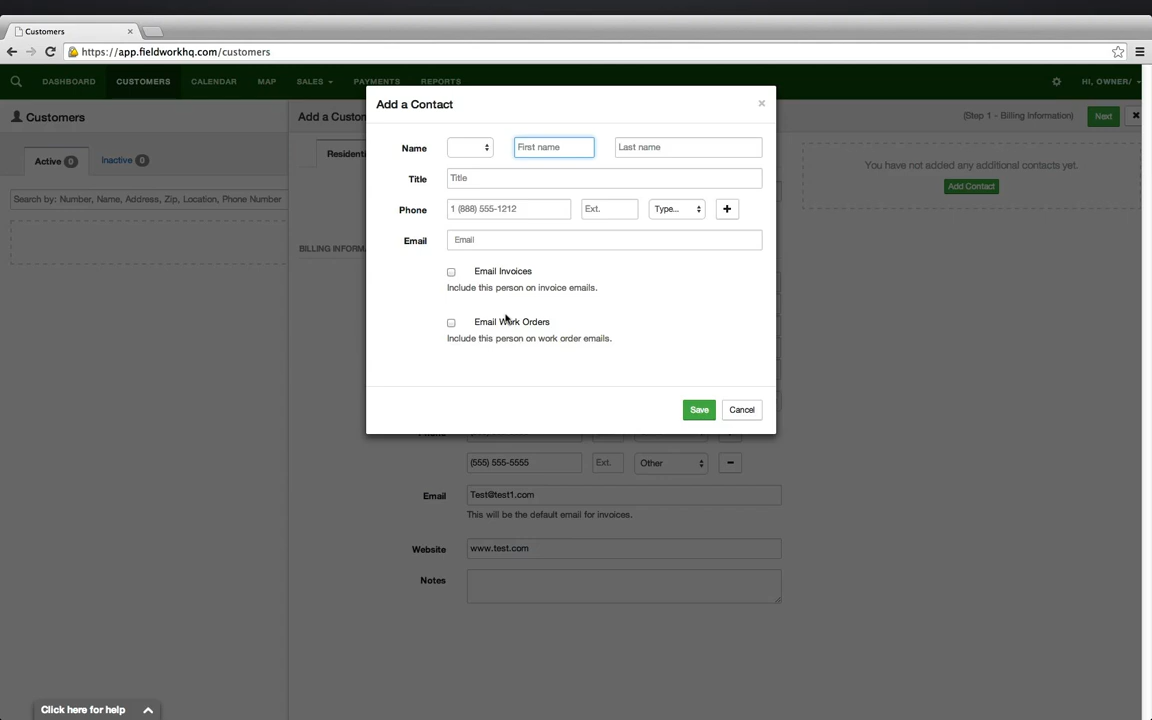 Customers
https://app.fieldworkhq.com/customers
DASHBOARD CUSTOMERS CALENDAR MAP SALES PAYMENTS REPORTS HI, OWNER/
Customers
Add a Custom
(Step 1 - Billing Information) Next
Active 0 Inactive 0
Residenti
Search by: Number, Name, Address, Zip, Location, Phone Number
BILLING INFORM
You have not added any additional contacts yet.
Add Contact
Add a Contact ×
Name First name Last name
Title Title
Phone 1 (888) 555-1212 Ext. Type... +
Email Email
Email Invoices
Include this person on invoice emails.
Email Work Orders
Include this person on work order emails.
Save Cancel
(555) 555-5555 Ext. Other −
Email Test@test1.com
This will be the default email for invoices.
Website www.test.com
Notes
Click here for help